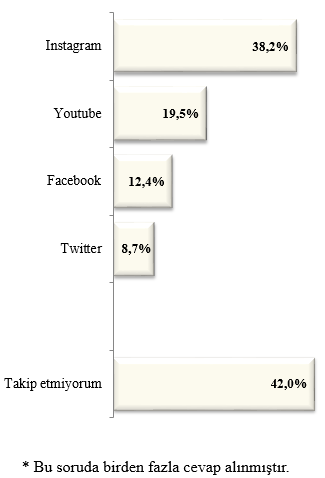 Instagram 38,2%
Youtube 19,5%
Facebook 12,4%
Twitter 8,7%
Takip etmiyorum 42,0%
* Bu soruda birden fazla cevap alınmıştır.